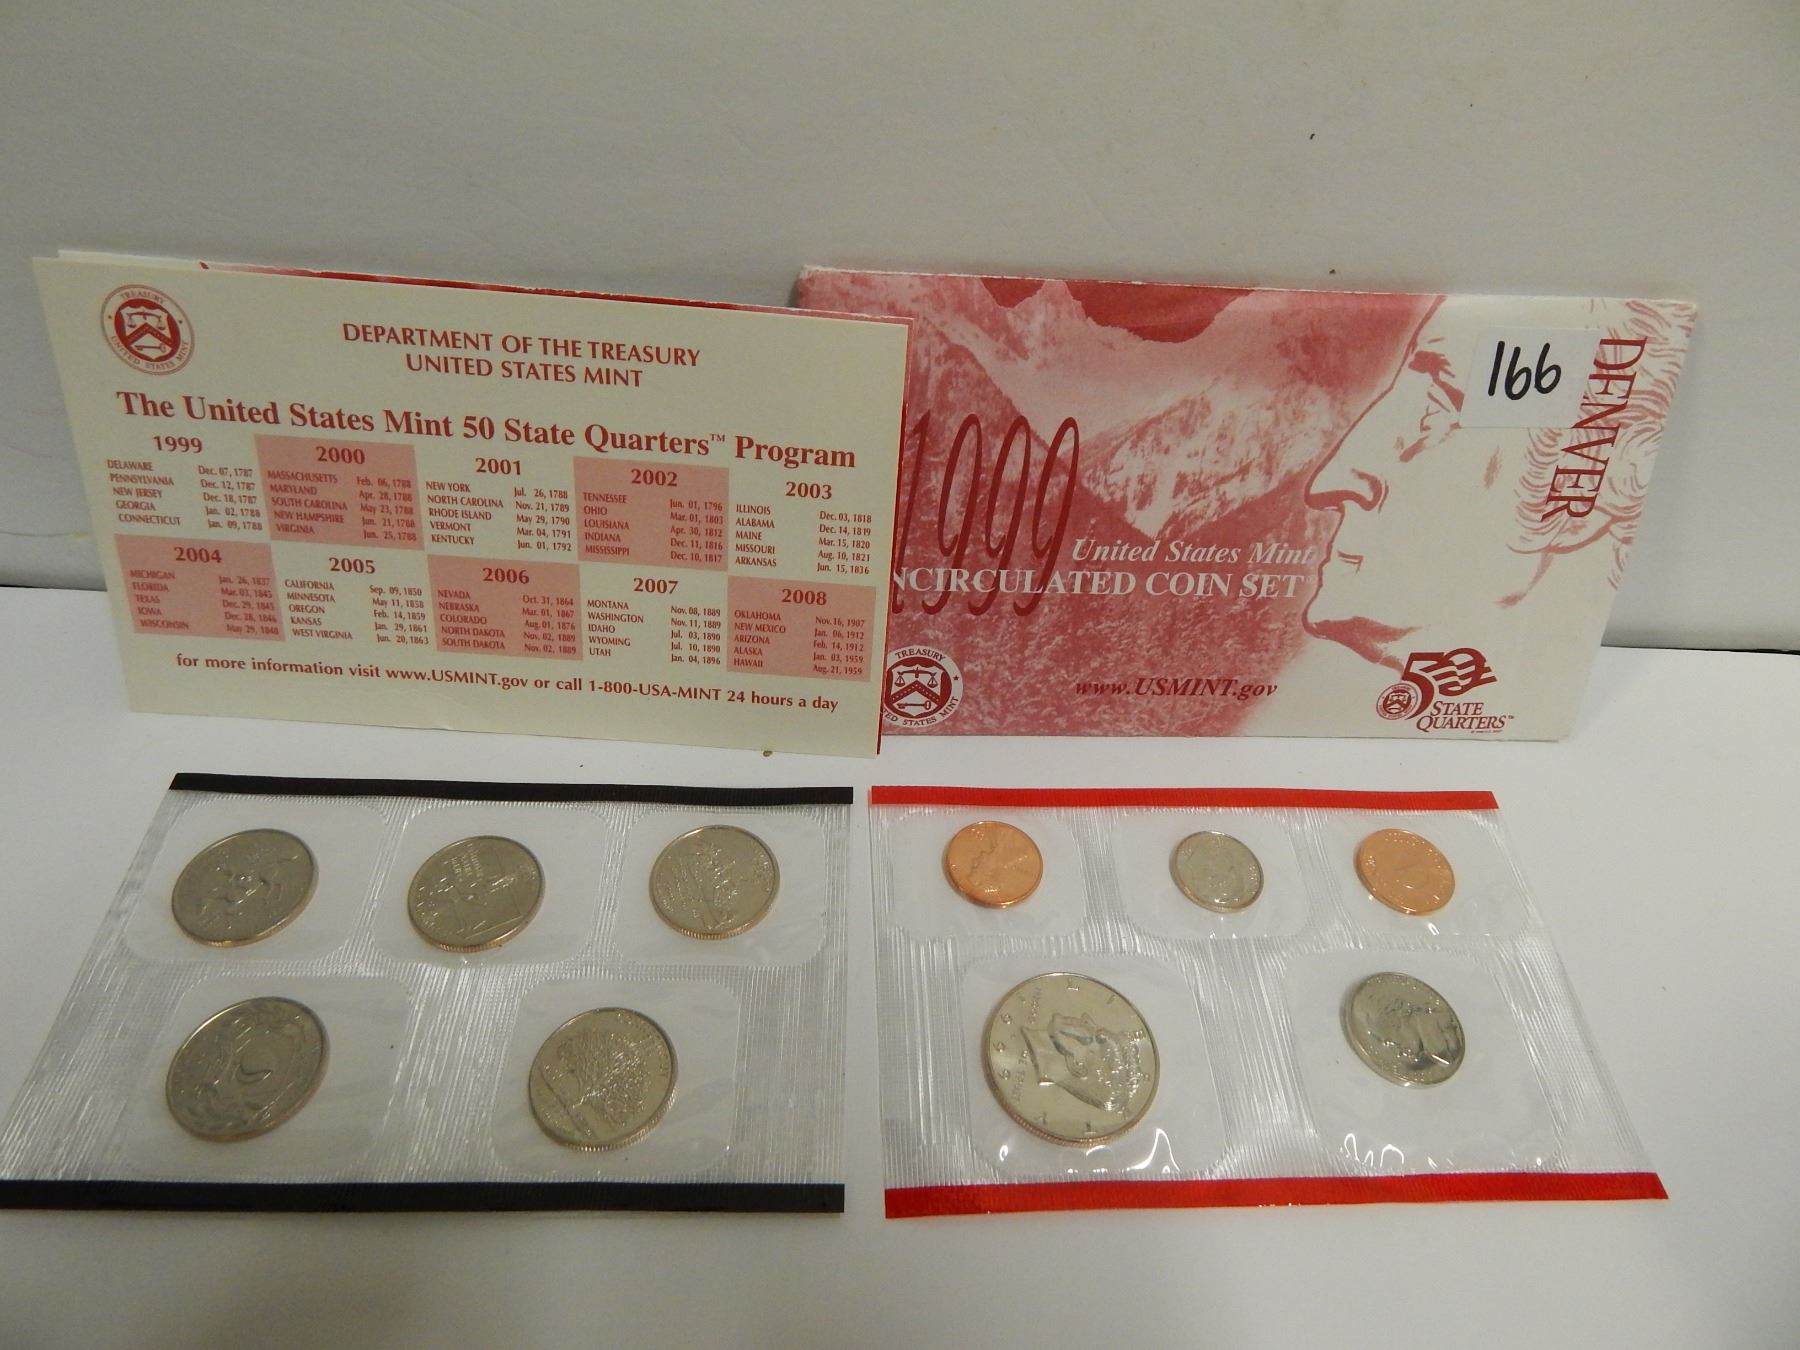 TREASURY
UNITED STATES MINT
DEPARTMENT OF THE TREASURY
UNITED STATES MINT
The United States Mint 50 State Quarters™ Program
1999
DELAWARE Dec. 07, 1787
PENNSYLVANIA Dec. 12, 1787
NEW JERSEY Dec. 18, 1787
GEORGIA Jan. 02, 1788
CONNECTICUT Jan. 09, 1788
2000
MASSACHUSETTS Feb. 06, 1788
MARYLAND Apr. 28, 1788
SOUTH CAROLINA May 23, 1788
NEW HAMPSHIRE Jun. 21, 1788
VIRGINIA Jun. 25, 1788
2001
NEW YORK Jul. 26, 1788
NORTH CAROLINA Nov. 21, 1789
RHODE ISLAND May 29, 1790
VERMONT Mar. 04, 1791
KENTUCKY Jun. 01, 1792
2002
TENNESSEE Jun. 01, 1796
OHIO Mar. 01, 1803
LOUISIANA Apr. 30, 1812
INDIANA Dec. 11, 1816
MISSISSIPPI Dec. 10, 1817
2003
ILLINOIS Dec. 03, 1818
ALABAMA Dec. 14, 1819
MAINE Mar. 15, 1820
MISSOURI Aug. 10, 1821
ARKANSAS Jun. 15, 1836
2004
MICHIGAN Jan. 26, 1837
FLORIDA Mar. 03, 1845
TEXAS Dec. 29, 1845
IOWA Dec. 28, 1846
WISCONSIN May 29, 1848
2005
CALIFORNIA Sep. 09, 1850
MINNESOTA May 11, 1858
OREGON Feb. 14, 1859
KANSAS Jan. 29, 1861
WEST VIRGINIA Jun. 20, 1863
2006
NEVADA Oct. 31, 1864
NEBRASKA Mar. 01, 1867
COLORADO Aug. 01, 1876
NORTH DAKOTA Nov. 02, 1889
SOUTH DAKOTA Nov. 02, 1889
2007
MONTANA Nov. 08, 1889
WASHINGTON Nov. 11, 1889
IDAHO Jul. 03, 1890
WYOMING Jul. 10, 1890
UTAH Jan. 04, 1896
2008
OKLAHOMA Nov. 16, 1907
NEW MEXICO Jan. 06, 1912
ARIZONA Feb. 14, 1912
ALASKA Jan. 03, 1959
HAWAII Aug. 21, 1959
for more information visit www.USMINT.gov or call 1-800-USA-MINT 24 hours a day
166
DENVER
1999
United States Mint
NCIRCULATED COIN SET®
www.USMINT.gov
TREASURY
ED STATES MINT
50
STATE
QUARTERS™